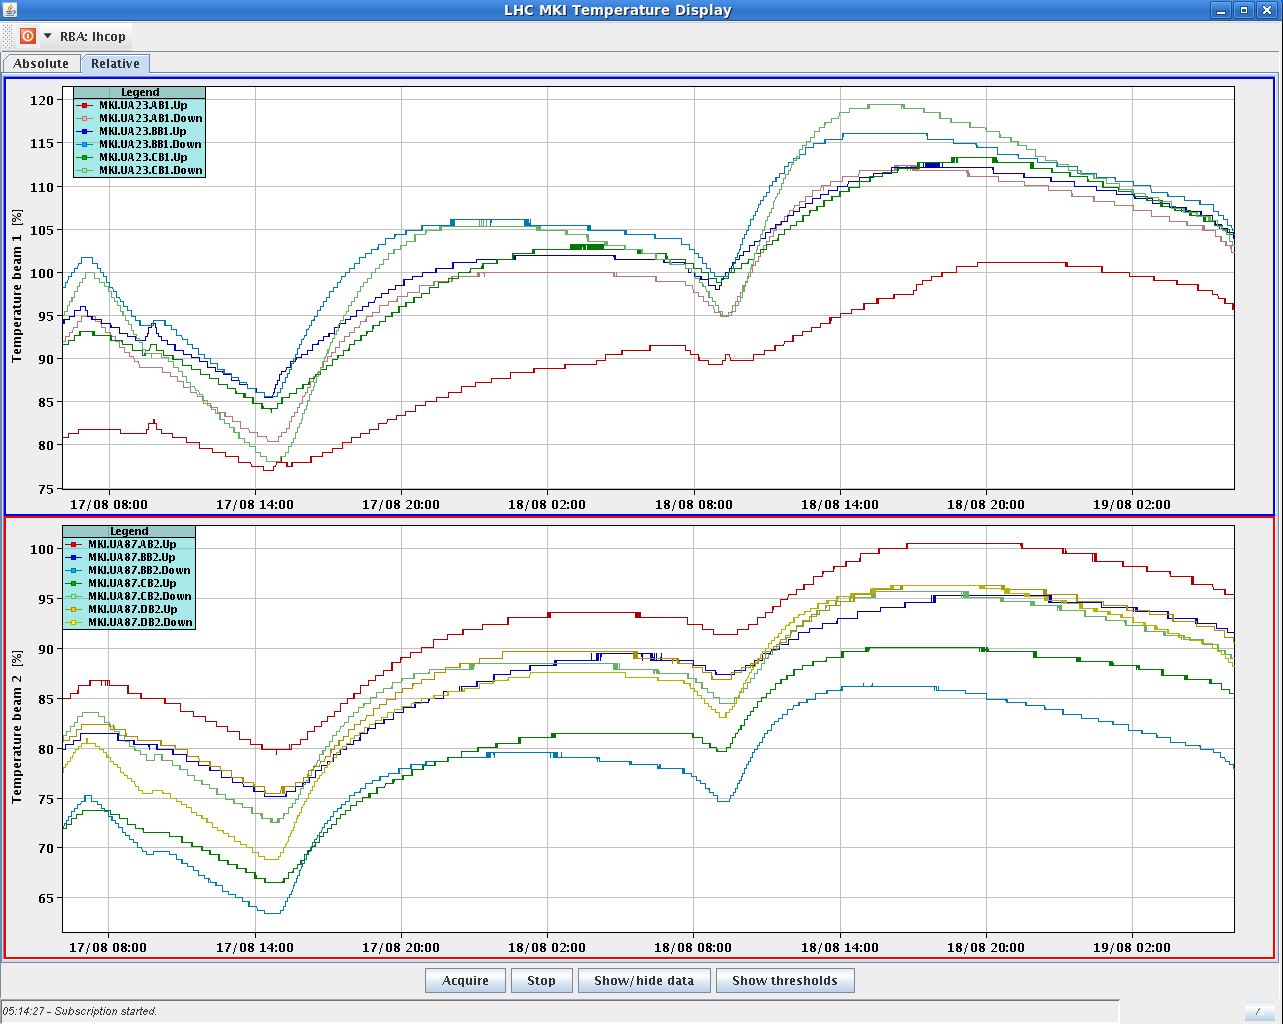 LHC MKI Temperature Display
RBA: lhcop
Absolute Relative
Legend
MKI.UA23.AB1.Up
MKI.UA23.AB1.Down
MKI.UA23.BB1.Up
MKI.UA23.BB1.Down
MKI.UA23.CB1.Up
MKI.UA23.CB1.Down
Temperature beam 1 [%]
120
115
110
105
100
95
90
85
80
75
17/08 08:00 17/08 14:00 17/08 20:00 18/08 02:00 18/08 08:00 18/08 14:00 18/08 20:00 19/08 02:00
Legend
MKI.UA87.AB2.Up
MKI.UA87.BB2.Up
MKI.UA87.BB2.Down
MKI.UA87.CB2.Up
MKI.UA87.CB2.Down
MKI.UA87.DB2.Up
MKI.UA87.DB2.Down
Temperature beam 2 [%]
100
95
90
85
80
75
70
65
17/08 08:00 17/08 14:00 17/08 20:00 18/08 02:00 18/08 08:00 18/08 14:00 18/08 20:00 19/08 02:00
Acquire Stop Show/hide data Show thresholds
05:14:27 - Subscription started.